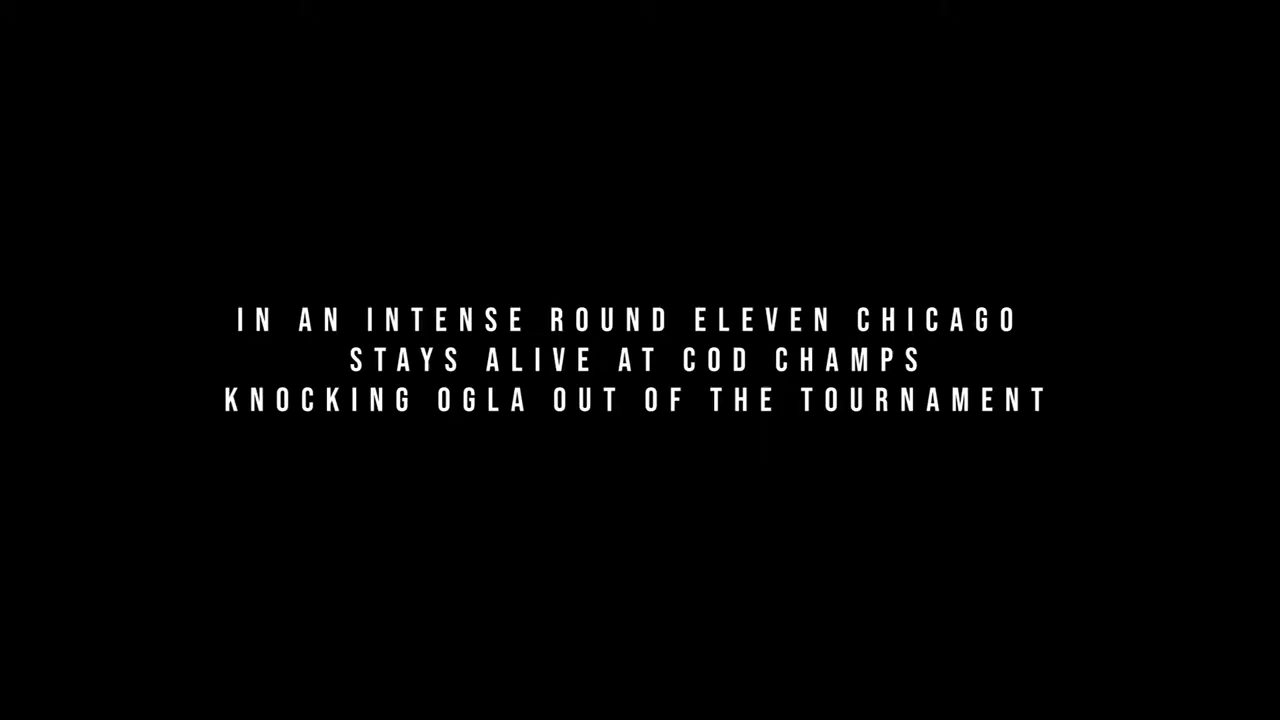 IN AN INTENSE ROUND ELEVEN CHICAGO
STAYS ALIVE AT COD CHAMPS
KNOCKING OGLA OUT OF THE TOURNAMENT